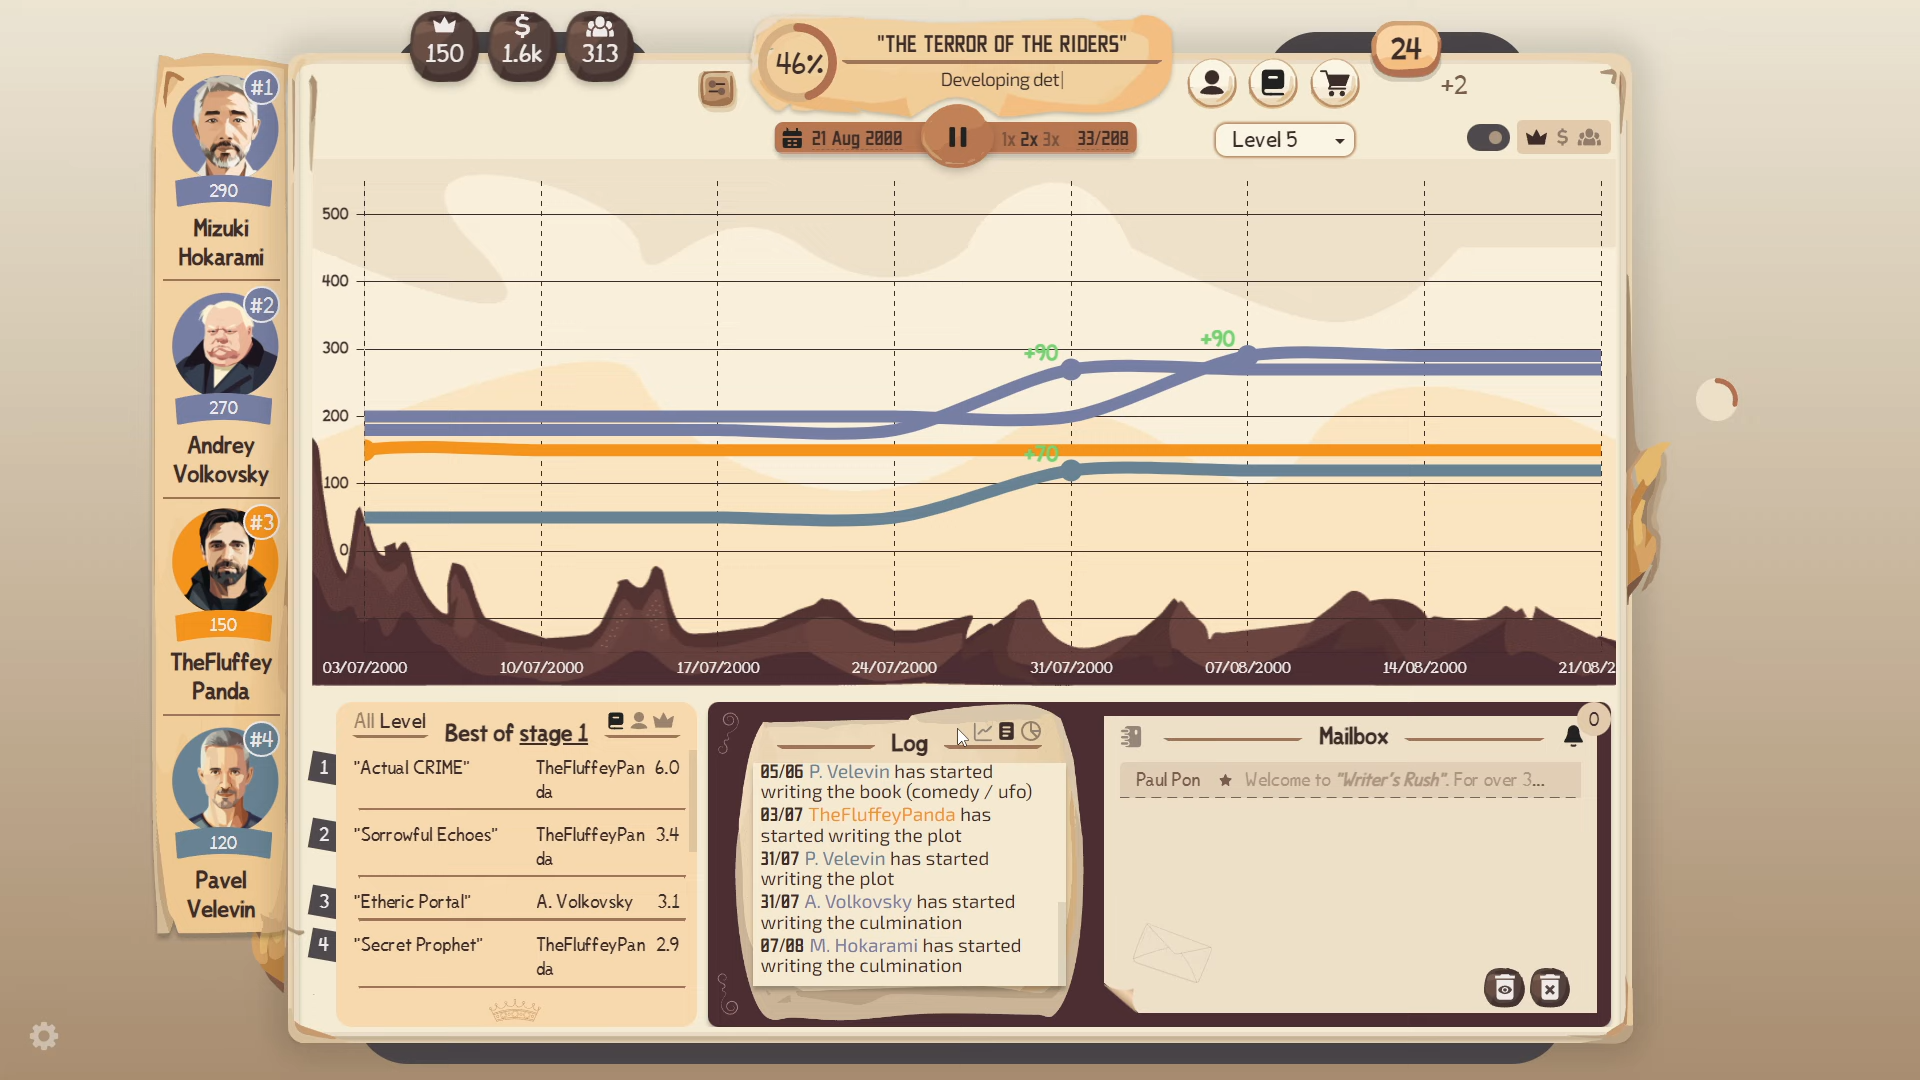 150
1.6k
313
46%
"THE TERROR OF THE RIDERS"
Developing det
24
+2
21 Aug 2000
1x 2x 3x
33/208
Level 5
$
#1
290
Mizuki
Hokarami
#2
270
Andrey
Volkovsky
#3
150
TheFluffey
Panda
#4
120
Pavel
Velevin
500
400
300
200
100
0
+90
+90
+70
03/07/2000
10/07/2000
17/07/2000
24/07/2000
31/07/2000
07/08/2000
14/08/2000
21/08/2
All Level
Best of stage 1
1 "Actual CRIME" TheFluffeyPan 6.0
da
2 "Sorrowful Echoes" TheFluffeyPan 3.4
da
3 "Etheric Portal" A. Volkovsky 3.1
4 "Secret Prophet" TheFluffeyPan 2.9
da
Log
05/06 P. Velevin has started
writing the book (comedy / ufo)
03/07 TheFluffeyPanda has
started writing the plot
31/07 P. Velevin has started
writing the plot
31/07 A. Volkovsky has started
writing the culmination
07/08 M. Hokarami has started
writing the culmination
Mailbox
0
Paul Pon ★ Welcome to "Writer's Rush". For over 3...